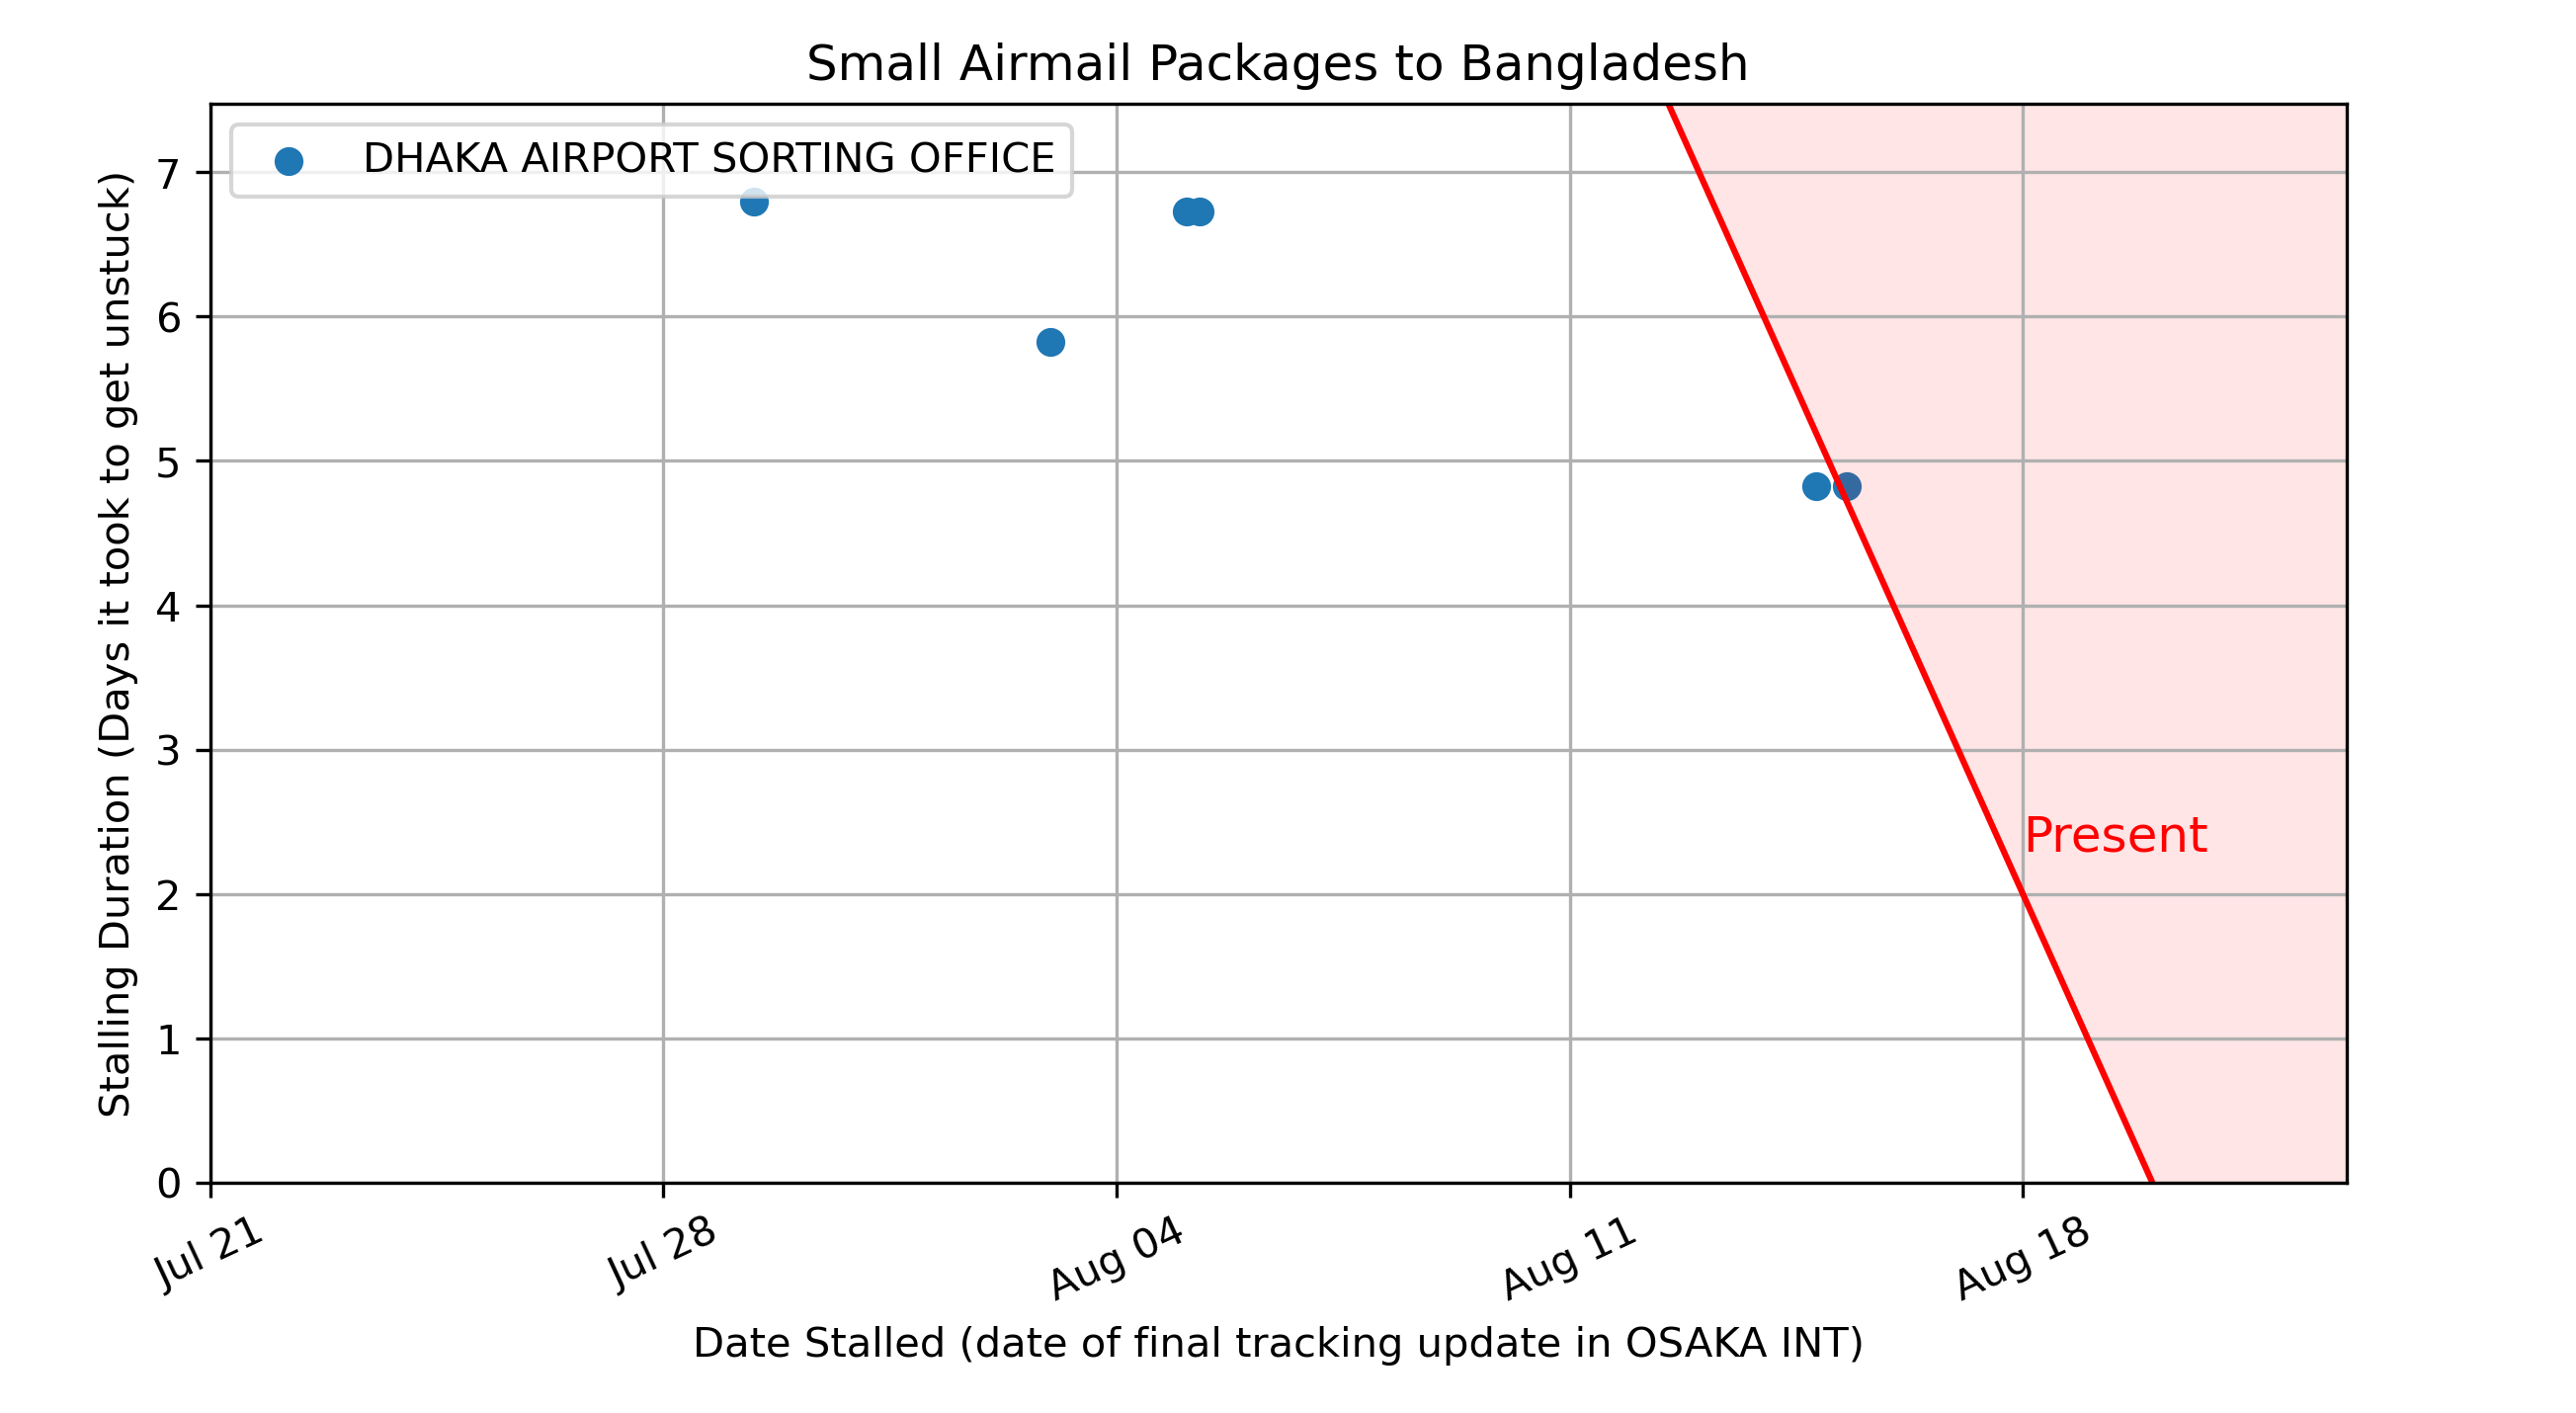 Small Airmail Packages to Bangladesh
DHAKA AIRPORT SORTING OFFICE
Stalling Duration (Days it took to get unstuck)
7
6
5
4
3
2
1
0
Present
Jul 21
Jul 28
Aug 04
Aug 11
Aug 18
Date Stalled (date of final tracking update in OSAKA INT)